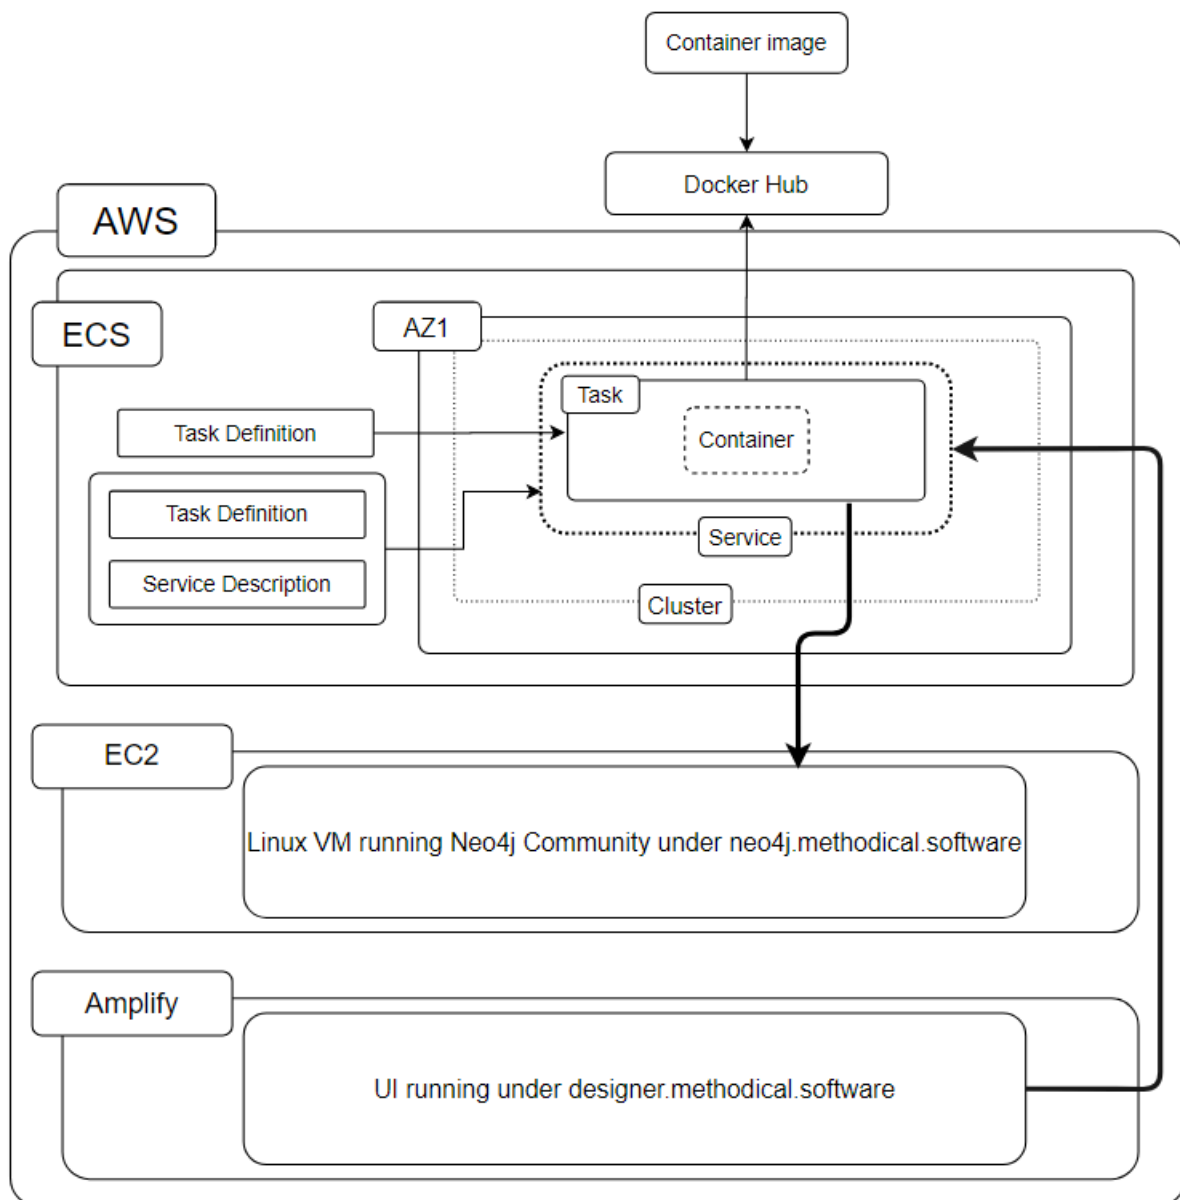 Container image
Docker Hub
AWS
ECS
AZ1
Task
Container
Task Definition
Task Definition
Service Description
Service
Cluster
EC2
Linux VM running Neo4j Community under neo4j.methodical.software
Amplify
UI running under designer.methodical.software